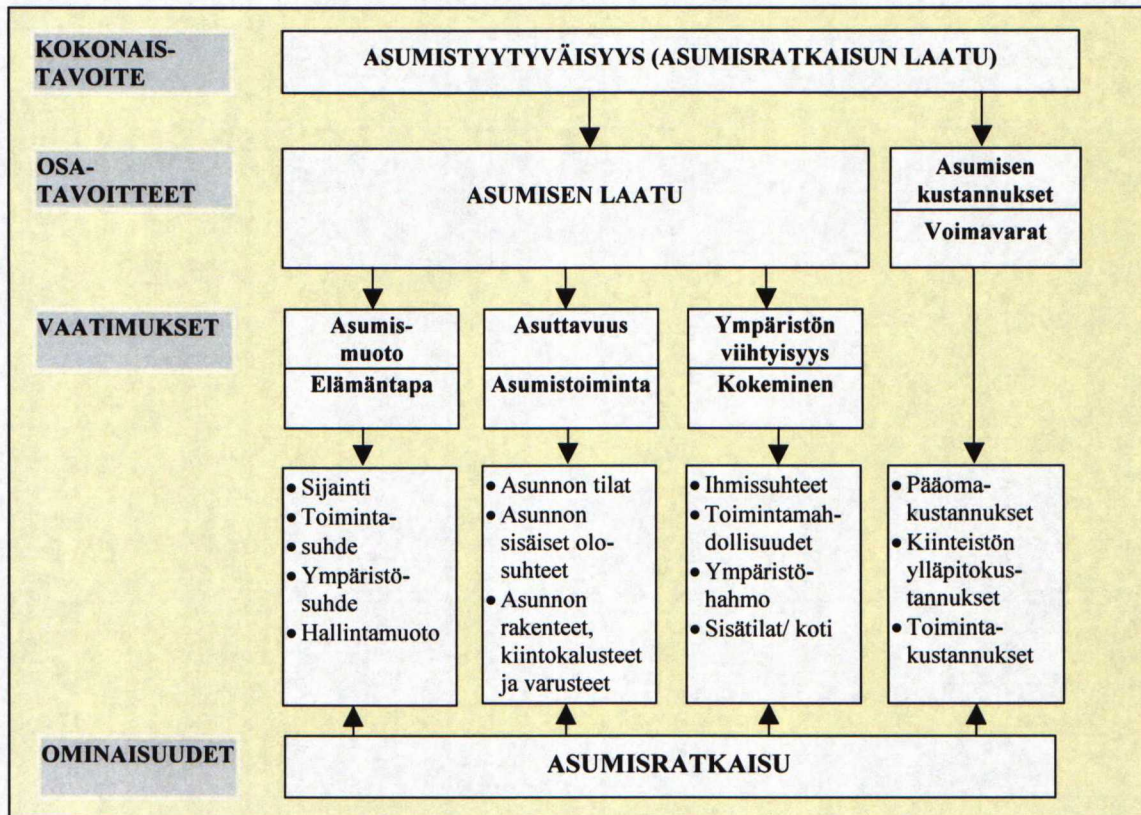 KOKONAIS-
TAVOITE
ASUMISTYYTYVÄISYYS (ASUMISRATKAISUN LAATU)
OSA-
TAVOITTEET
ASUMISEN LAATU
Asumisen
kustannukset
Voimavarat
VAATIMUKSET
Asumis-
muoto
Elämäntapa
Asuttavuus
Asumistoiminta
Ympäristön
viihtyisyys
Kokeminen
• Sijainti
• Toiminta-
• suhde
• Ympäristö-
suhde
• Hallintamuoto
• Asunnon tilat
• Asunnon
sisäiset olo-
suhteet
• Asunnon
rakenteet,
kiintokalusteet
ja varusteet
• Ihmissuhteet
• Toimintamah-
dollisuudet
• Ympäristö-
hahmo
• Sisätilat/ koti
• Pääoma-
kustannukset
• Kiinteistön
ylläpitokus-
tannukset
• Toiminta-
kustannukset
OMINAISUUDET
ASUMISRATKAISU